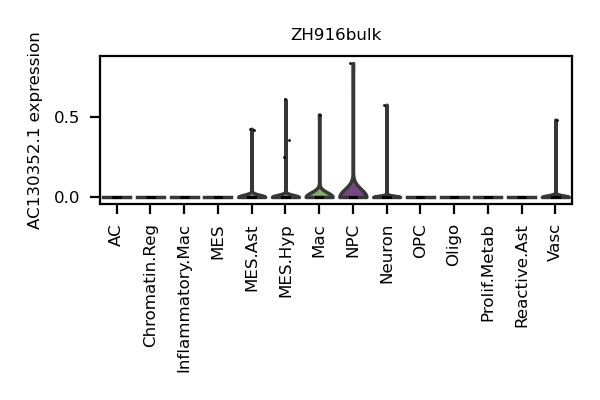 ZH916bulk
AC130352.1 expression
0.5
0.0
AC
Chromatin.Reg
Inflammatory.Mac
MES
MES.Ast
MES.Hyp
Mac
NPC
Neuron
OPC
Oligo
Prolif.Metab
Reactive.Ast
Vasc